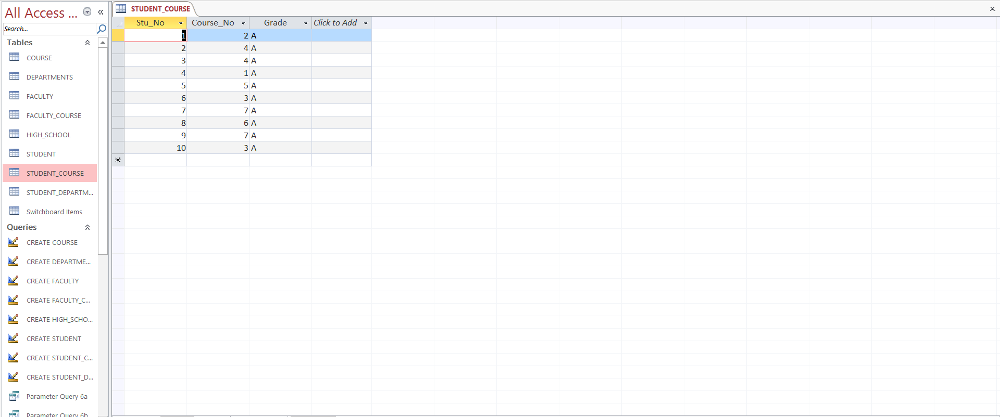 All Access ...
Search...
Tables
COURSE
DEPARTMENTS
FACULTY
FACULTY_COURSE
HIGH_SCHOOL
STUDENT
STUDENT_COURSE
STUDENT_DEPARTM...
Switchboard Items
Queries
CREATE COURSE
CREATE DEPARTME...
CREATE FACULTY
CREATE FACULTY_C...
CREATE HIGH_SCHO...
CREATE STUDENT
CREATE STUDENT_C...
CREATE STUDENT_D...
Parameter Query 6a
Parameter Query 6b
STUDENT_COURSE
Stu_No Course_No Grade Click to Add
1 2 A
2 4 A
3 4 A
4 1 A
5 5 A
6 3 A
7 7 A
8 6 A
9 7 A
10 3 A